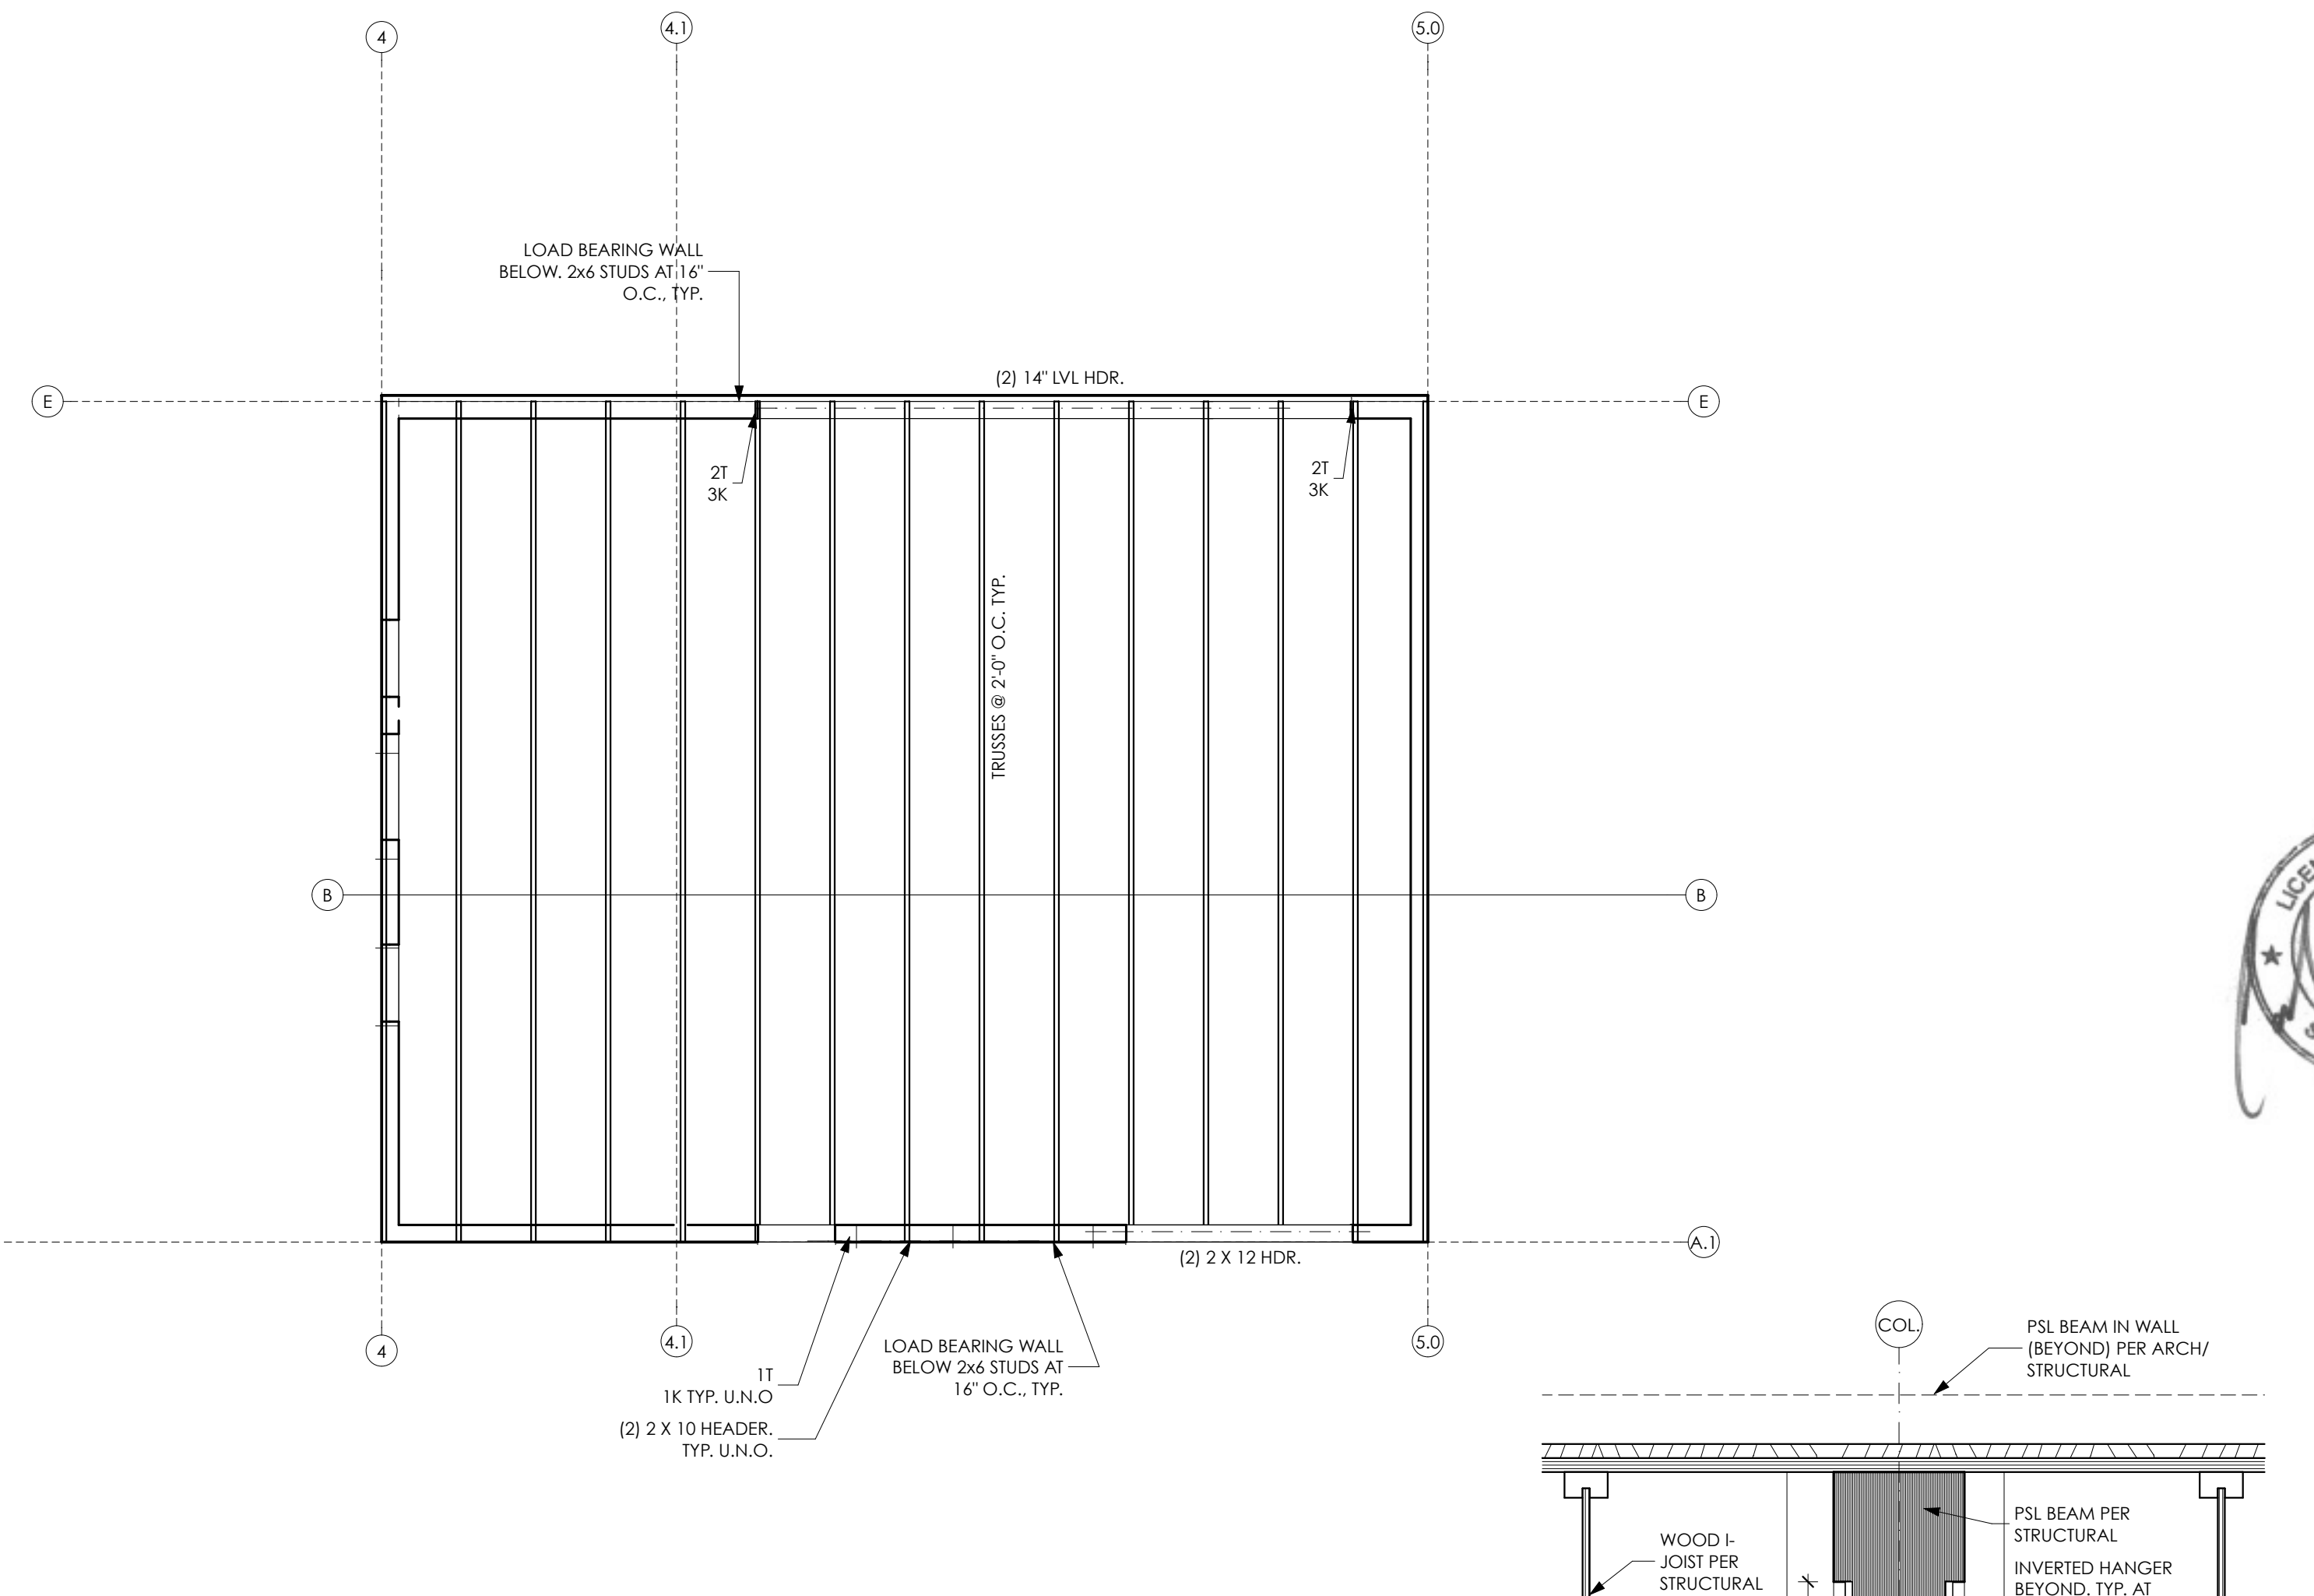 4
4.1
5.0
LOAD BEARING WALL
BELOW. 2x6 STUDS AT 16"
O.C., TYP.
(2) 14" LVL HDR.
E
E
2T
3K
2T
3K
TRUSSES @ 2'-0" O.C. TYP.
B
B
(2) 2 X 12 HDR.
A.1
4
4.1
5.0
1T
1K TYP. U.N.O
(2) 2 X 10 HEADER.
TYP. U.N.O.
LOAD BEARING WALL
BELOW 2x6 STUDS AT
16" O.C., TYP.
COL.
PSL BEAM IN WALL
(BEYOND) PER ARCH/
STRUCTURAL
PSL BEAM PER
STRUCTURAL
WOOD I-
JOIST PER
STRUCTURAL
INVERTED HANGER
BEYOND. TYP. AT